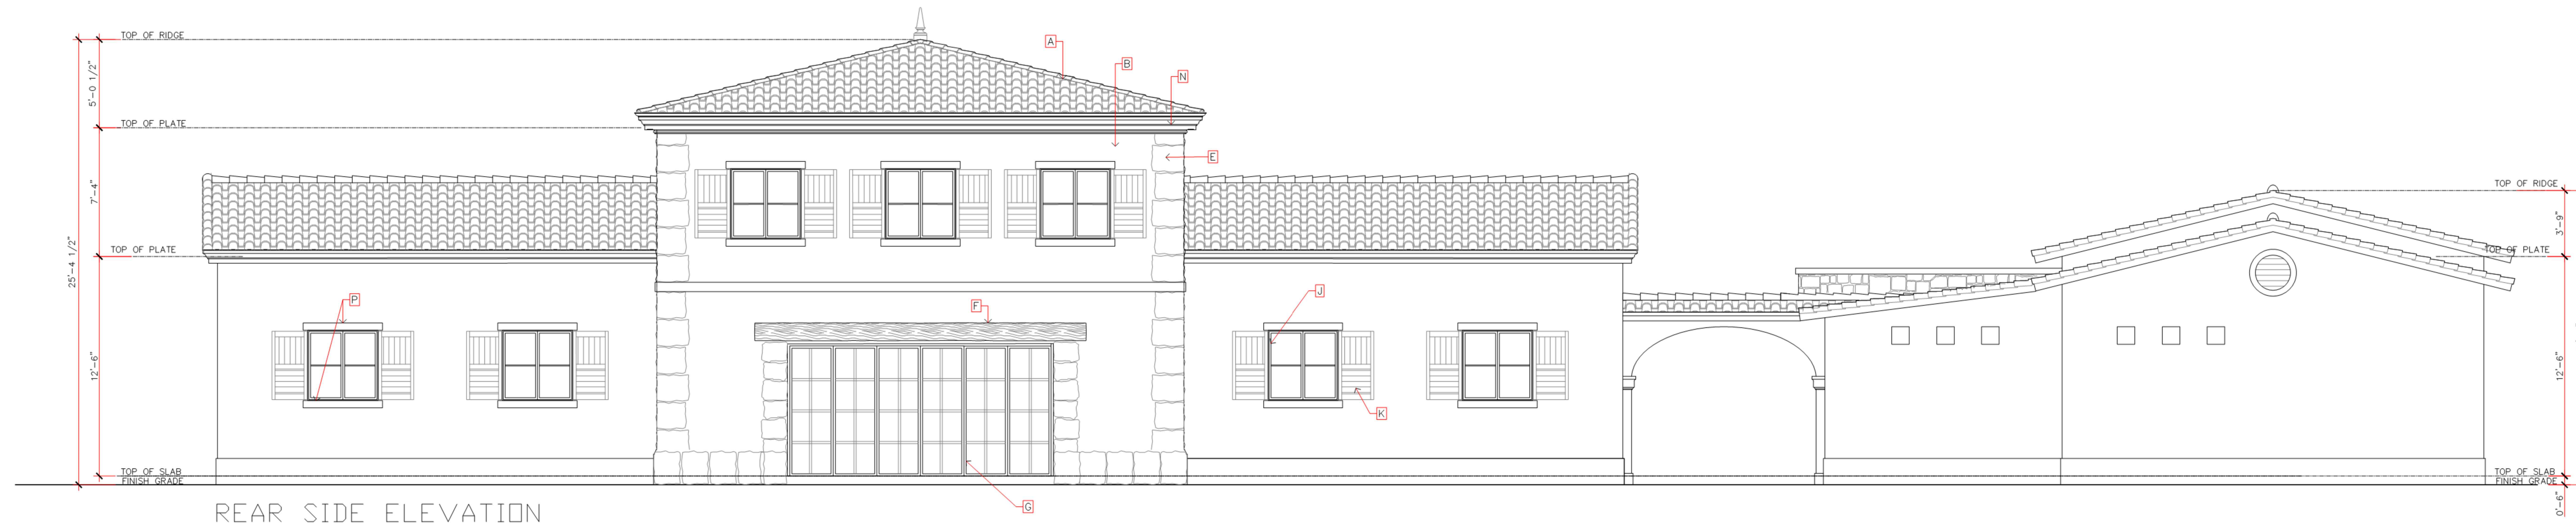 TOP OF RIDGE
A
B
N
5'-0 1/2"
TOP OF PLATE
E
7'-4"
TOP OF RIDGE
3'-9"
TOP OF PLATE
TOP OF PLATE
25'-4 1/2"
P
F
J
12'-6"
12'-6"
K
TOP OF SLAB
FINISH GRADE
TOP OF SLAB
FINISH GRADE
0'-6"
G
REAR SIDE ELEVATION